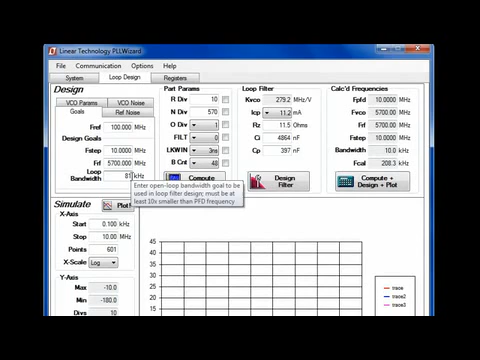 Linear Technology PLLWizard
File Communication Options Help
System Loop Design Registers
Design
VCO Params VCO Noise
Goals Ref Noise
Fref 100.000 MHz
Design Goals
Fstep 10.0000 MHz
Frf 5700.000 MHz
Loop Bandwidth 81 kHz
Part Params
R Div 10
N Div 570
O Div 1
FILT 0
LKWIN 3ns
B Cnt 48
Compute
Loop Filter
Kvco 279.2 MHz/V
Icp = 11.2 mA
Rz 11.5 Ohms
Ci 4864 nF
Cp 397 nF
Design Filter
Calc'd Frequencies
Fpfd 10.0000 MHz
Fvco 5700.00 MHz
Frf 5700.00 MHz
Fstep 10.0000 MHz
Bandwidth 10.0 kHz
Fcal 208.3 kHz
Compute + Design + Plot
Enter open-loop bandwidth goal to be
used in loop filter design; must be at
least 10x smaller than PFD frequency
Simulate Plot
X-Axis
Start 0.100 kHz
Stop 10.00 MHz
Points 601
X-Scale Log
Y-Axis
Max -10.0
Min -180.0
Divs 10
45
40
35
30
25
20
15
10
trace
trace2
trace3